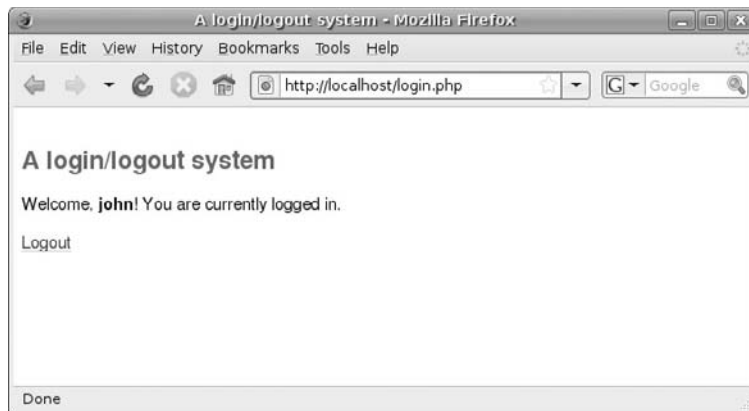 A login/logout system - Mozilla Firefox
File Edit View History Bookmarks Tools Help
http://localhost/login.php G Google
A login/logout system
Welcome, john! You are currently logged in.
Logout
Done